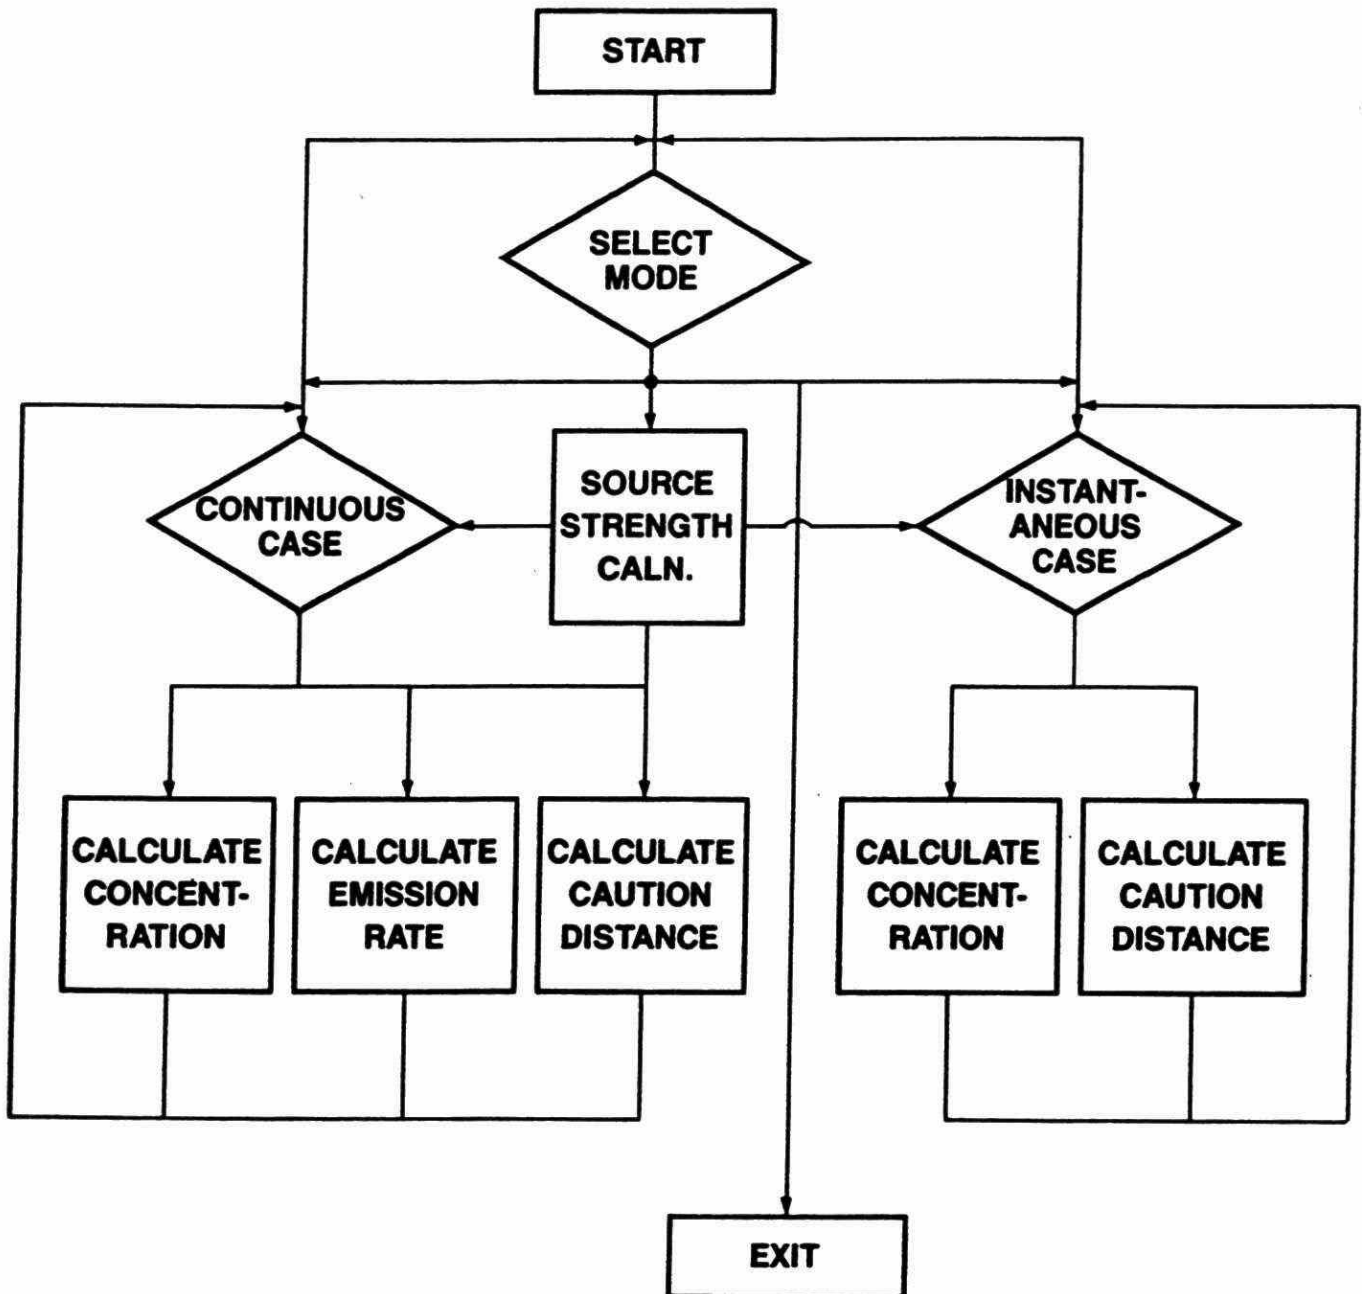 START
SELECT
MODE
CONTINUOUS
CASE
SOURCE
STRENGTH
CALN.
INSTANT-
ANEOUS
CASE
CALCULATE
CONCENT-
RATION
CALCULATE
EMISSION
RATE
CALCULATE
CAUTION
DISTANCE
CALCULATE
CONCENT-
RATION
CALCULATE
CAUTION
DISTANCE
EXIT